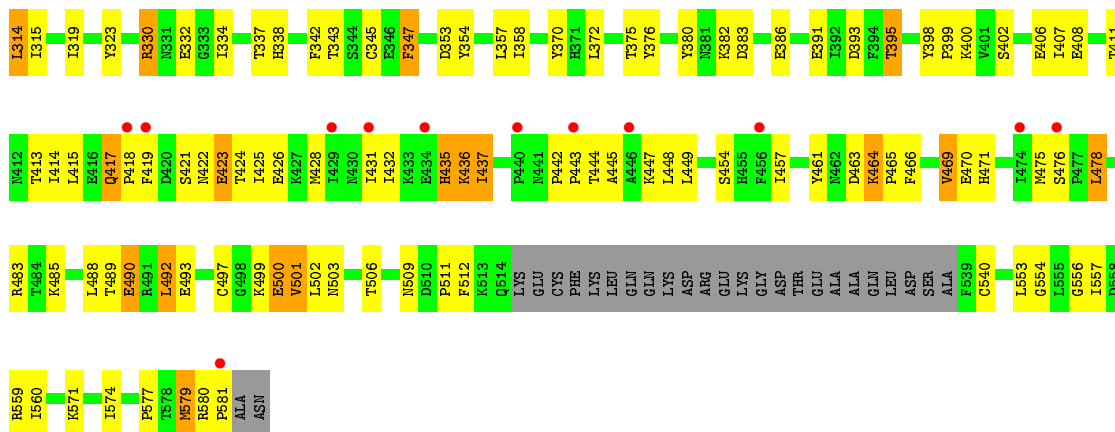 L314 I315 I319 Y323 R330 N331 E332 G333 I334 T337 H338 F342 T343 S344 C345 E346 F347 D353 Y354 L357 I358 Y370 H371 L372 T375 Y376 Y380 N381 K382 D383 E386 E391 I392 D393 F394 T395 Y398 P399 K400 V401 S402 E406 I407 E408 T411
N412 T413 I414 L415 E416 Q417 P418 F419 D420 S421 N422 E423 T424 I425 E426 K427 M428 I429 N430 I431 I432 K433 E434 H435 K436 I437 P440 N441 P442 P443 T444 A445 A446 K447 L448 L449 S454 H455 F456 I457 Y461 N462 D463 K464 P465 F466 V469 E470 H471 I474 M475 S476 P477 L478
R483 T484 K485 L488 T489 E490 R491 L492 E493 C497 G498 K499 E500 V501 L502 N503 T506 N509 D510 P511 F512 K513 Q514 LYS GLU CYS PHE LYS LEU GLN GLN LYS ASP ARG GLU LYS GLY ASP THR GLU ALA ALA GLN LEU ASP SER ALA F539 C540 L553 G554 L555 G556 I557 D558
R559 I560 K571 I574 P577 T578 M579 R580 P581 ALA ASN